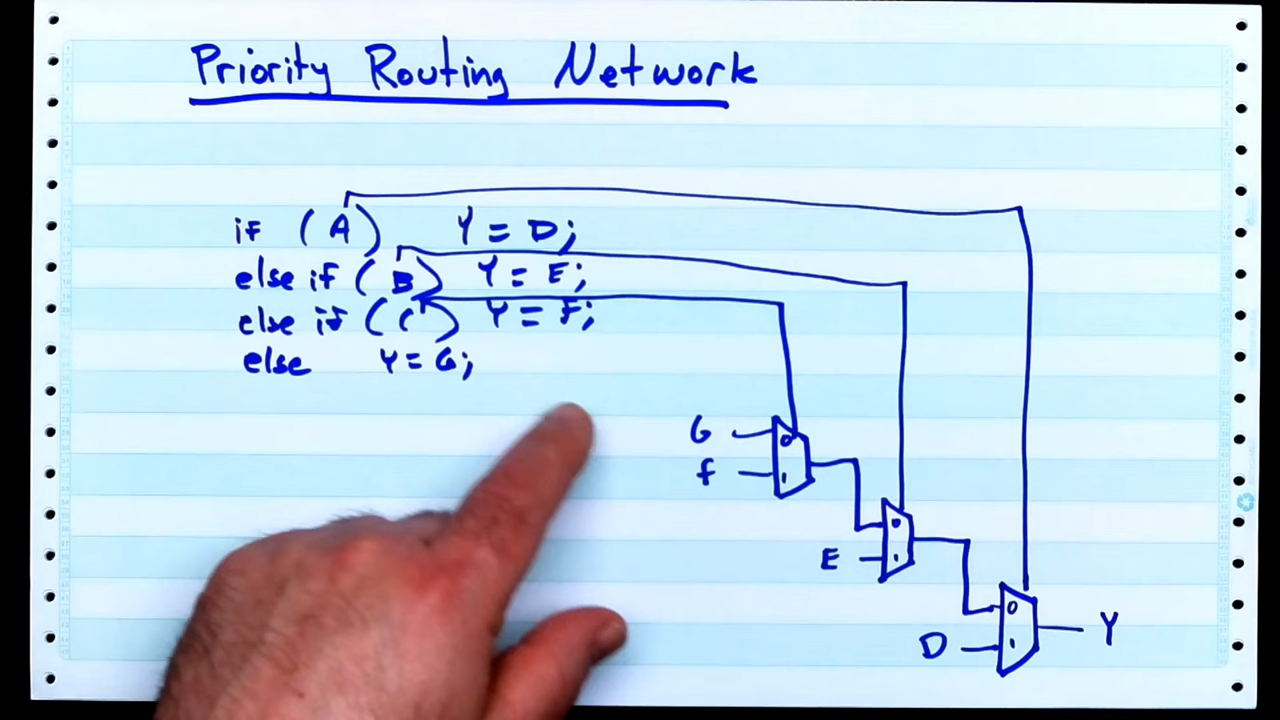 Priority Routing Network
if (A) Y = D;
else if (B) Y = E;
else if (C) Y = F;
else Y = G;
G 0
F 1
0
E 1
0
D 1
Y